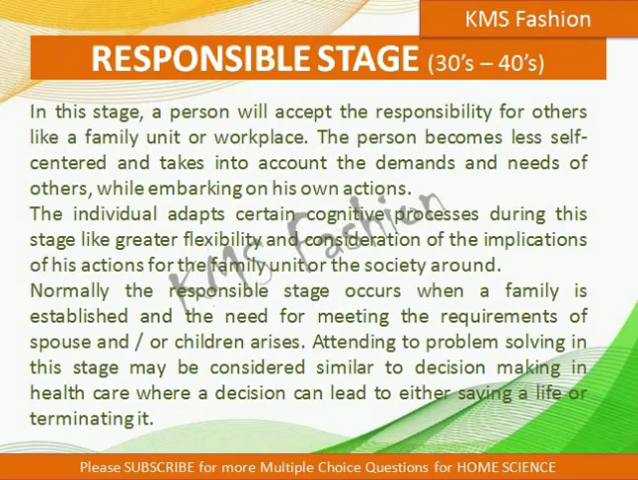 KMS Fashion
RESPONSIBLE STAGE (30's – 40's)
In this stage, a person will accept the responsibility for others
like a family unit or workplace. The person becomes less self-
centered and takes into account the demands and needs of
others, while embarking on his own actions.
The individual adapts certain cognitive processes during this
stage like greater flexibility and consideration of the implications
of his actions for the family unit or the society around.
Normally the responsible stage occurs when a family is
established and the need for meeting the requirements of
spouse and / or children arises. Attending to problem solving in
this stage may be considered similar to decision making in
health care where a decision can lead to either saving a life or
terminating it.
KMS Fashion
Please SUBSCRIBE for more Multiple Choice Questions for HOME SCIENCE